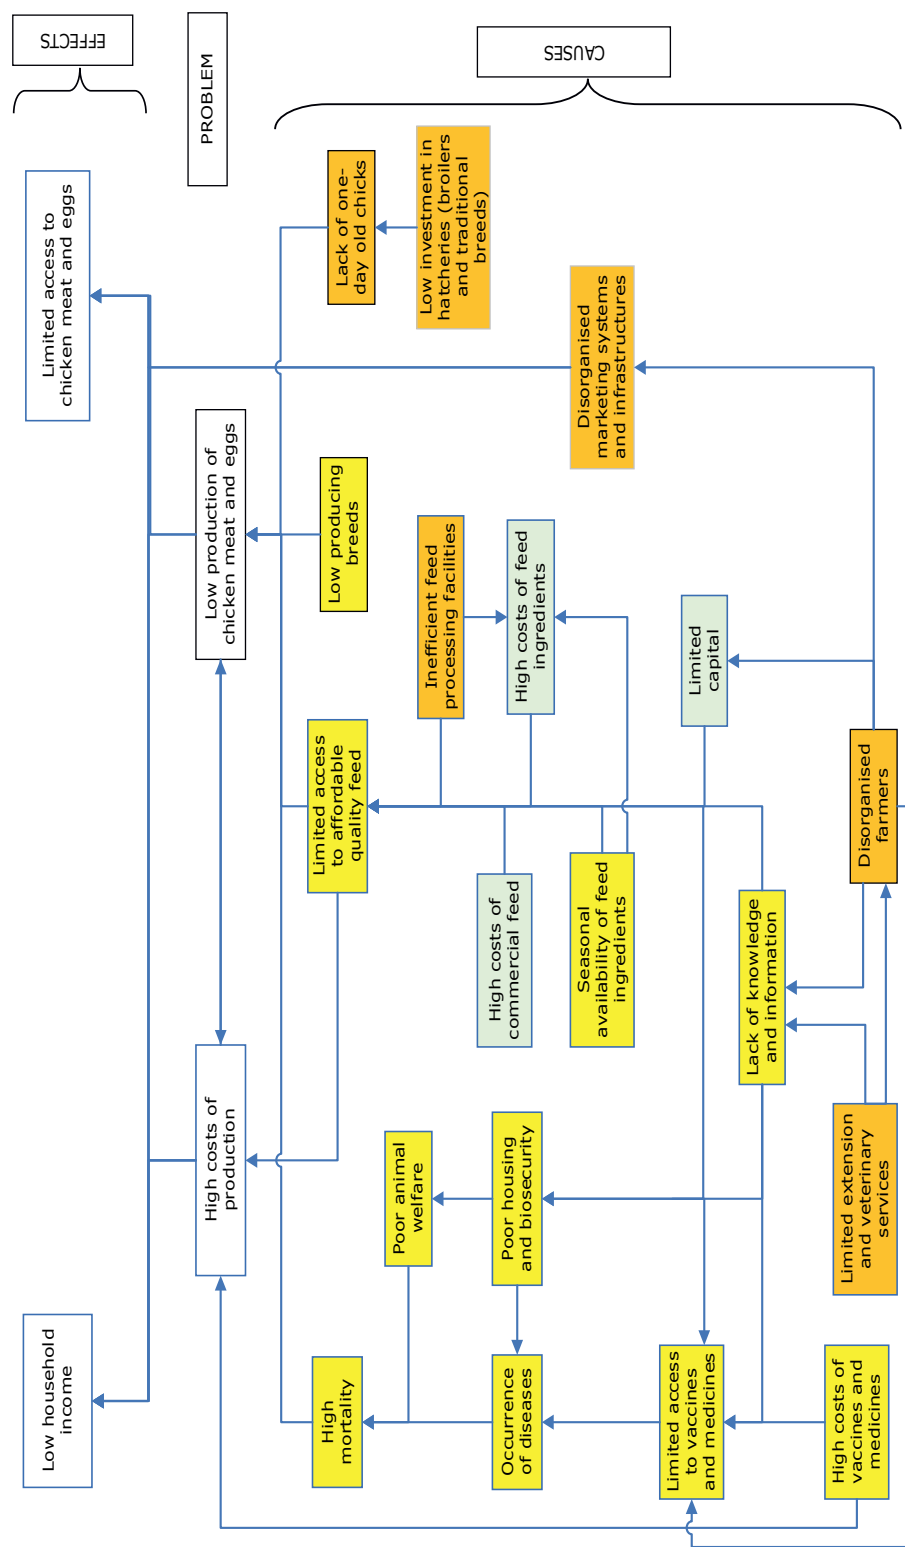 EFFECTS
PROBLEM
CAUSES
Low household
income
Limited access to
chicken meat and eggs
High costs of
production
Low production of
chicken meat and eggs
High
mortality
Poor animal
welfare
Limited access
to affordable
quality feed
Low producing
breeds
Lack of one-
day old chicks
Inefficient feed
processing facilities
Low investment in
hatcheries (broilers
and traditional
breeds)
Occurrence
of diseases
Poor housing
and biosecurity
High costs of
commercial feed
High costs of feed
ingredients
Seasonal
availability of feed
ingredients
Disorganised
marketing systems
and infrastructures
Limited access
to vaccines
and medicines
Limited
capital
Lack of knowledge
and information
High costs of
vaccines and
medicines
Limited extension
and veterinary
services
Disorganised
farmers